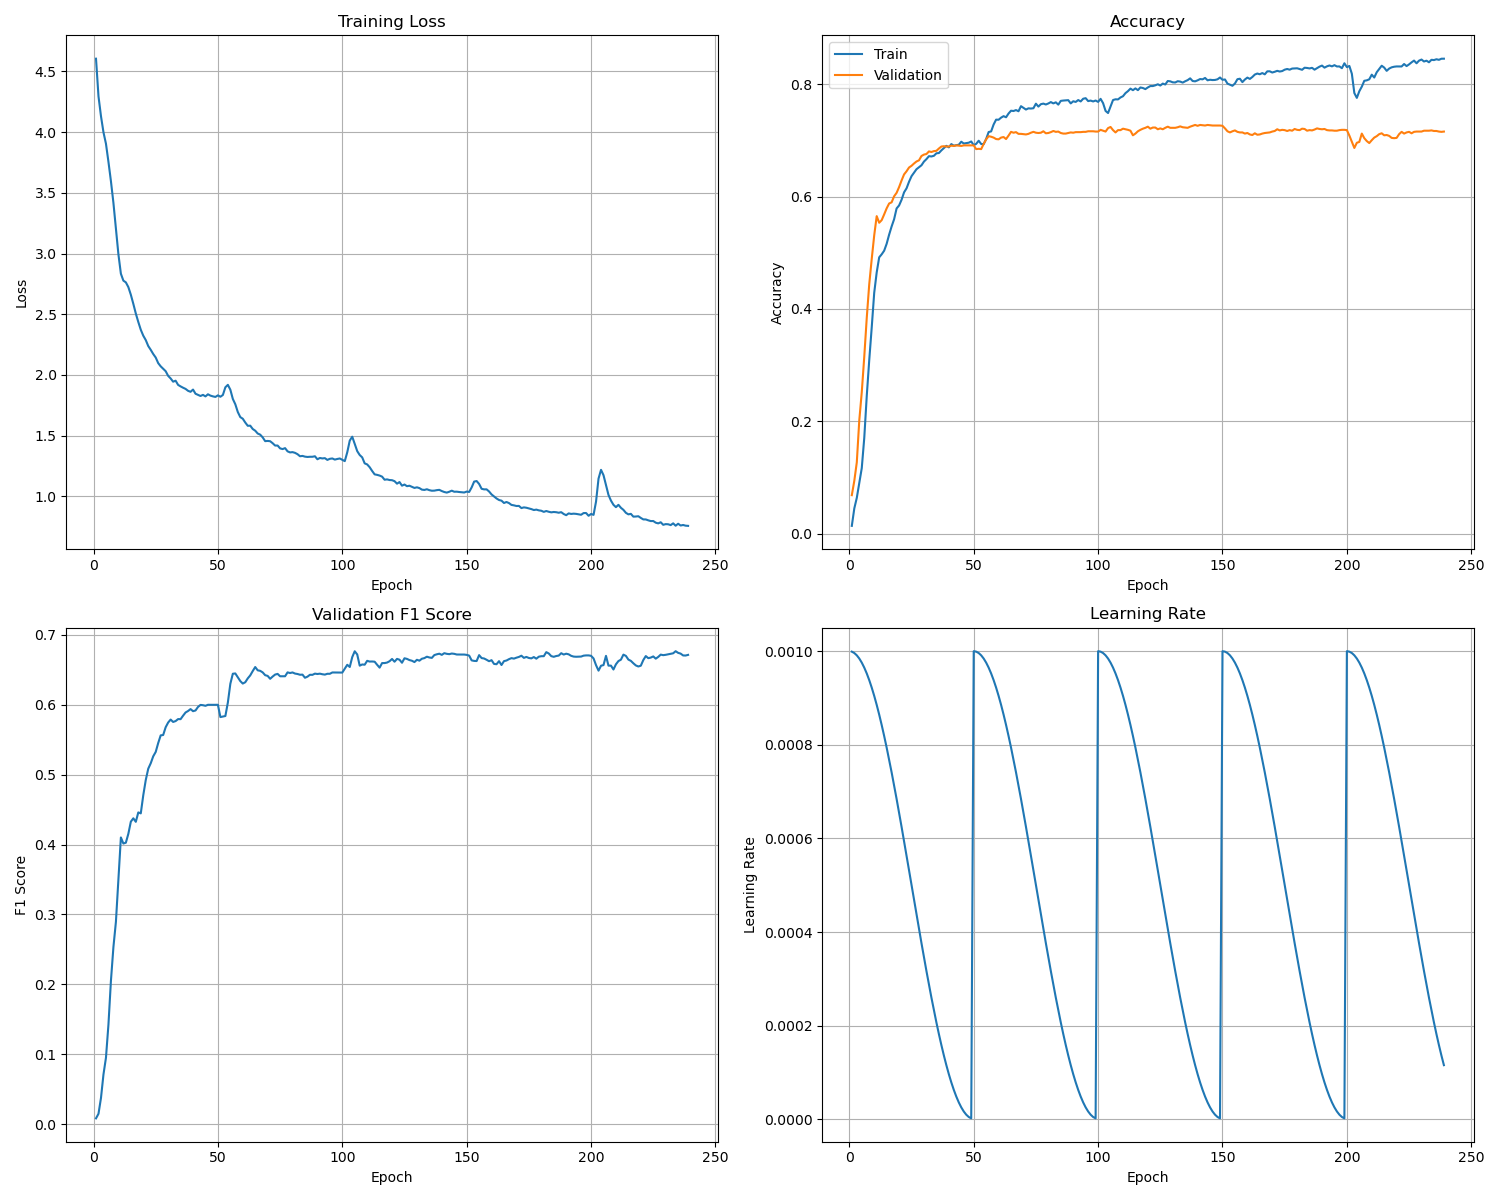 Training Loss
4.5
4.0
3.5
3.0
2.5
2.0
1.5
1.0
Loss
0 50 100 150 200 250
Epoch
Accuracy
Train
Validation
0.8
0.6
0.4
0.2
0.0
Accuracy
0 50 100 150 200 250
Epoch
Validation F1 Score
0.7
0.6
0.5
0.4
0.3
0.2
0.1
0.0
F1 Score
0 50 100 150 200 250
Epoch
Learning Rate
0.0010
0.0008
0.0006
0.0004
0.0002
0.0000
Learning Rate
0 50 100 150 200 250
Epoch